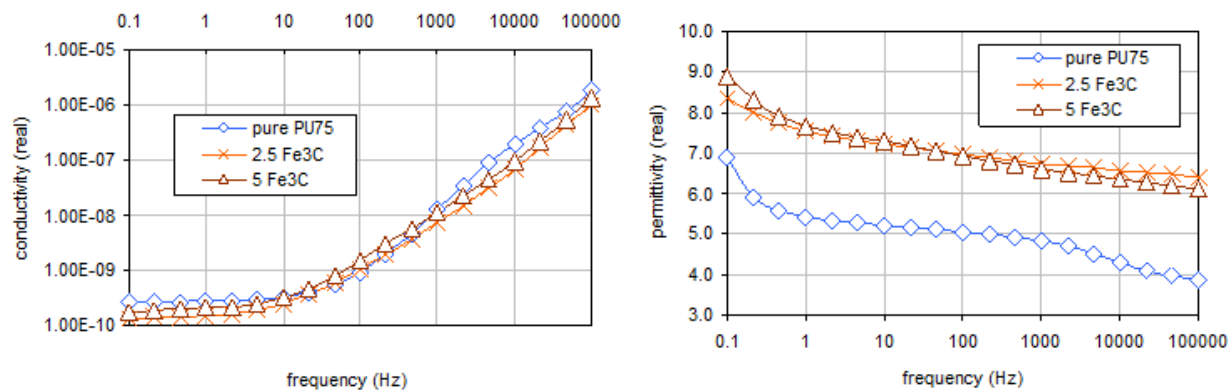 0.1 1 10 100 1000 10000 100000
1.00E-05
1.00E-06
1.00E-07
1.00E-08
1.00E-09
1.00E-10
conductivity (real)
pure PU75
2.5 Fe3C
5 Fe3C
frequency (Hz)
10.0
9.0
8.0
7.0
6.0
5.0
4.0
3.0
permittivity (real)
pure PU75
2.5 Fe3C
5 Fe3C
0.1 1 10 100 1000 10000 100000
frequency (Hz)